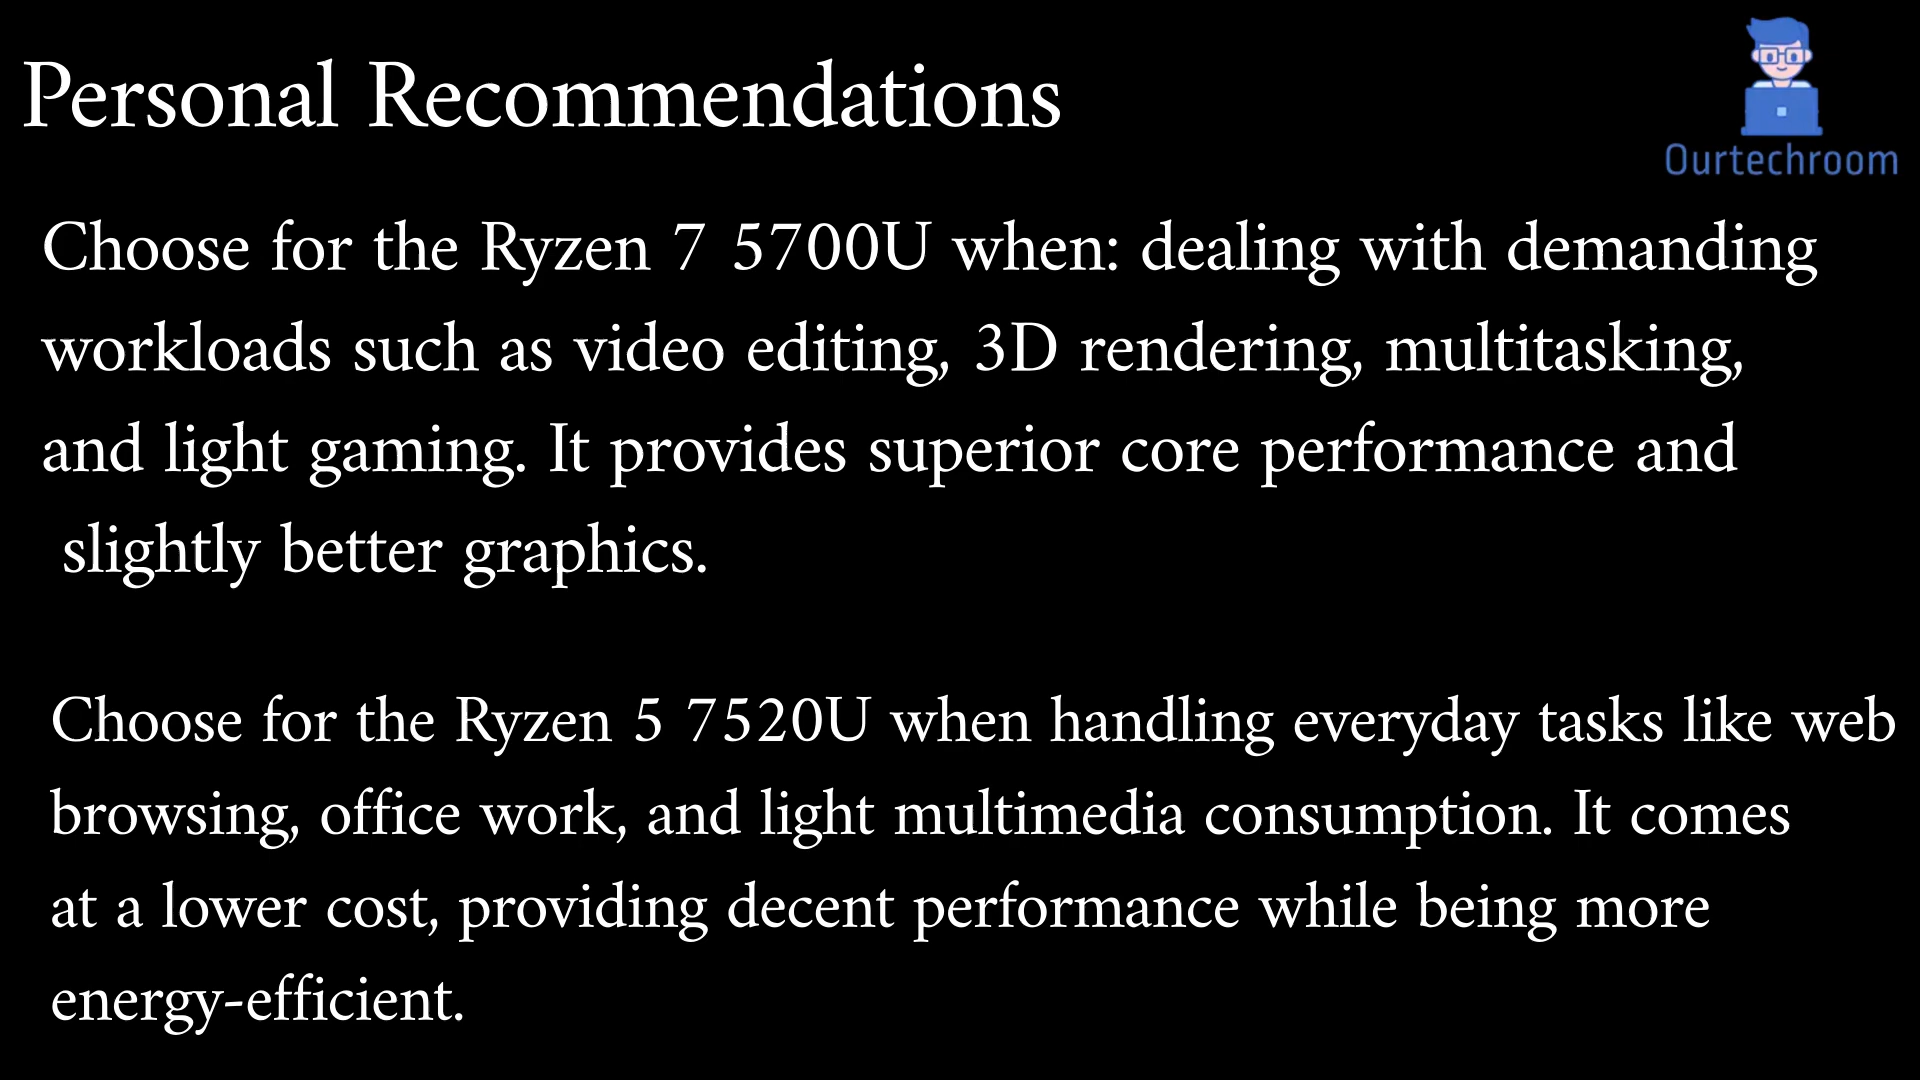 Personal Recommendations
Ourtechroom
Choose for the Ryzen 7 5700U when: dealing with demanding
workloads such as video editing, 3D rendering, multitasking,
and light gaming. It provides superior core performance and
slightly better graphics.
Choose for the Ryzen 5 7520U when handling everyday tasks like web
browsing, office work, and light multimedia consumption. It comes
at a lower cost, providing decent performance while being more
energy-efficient.